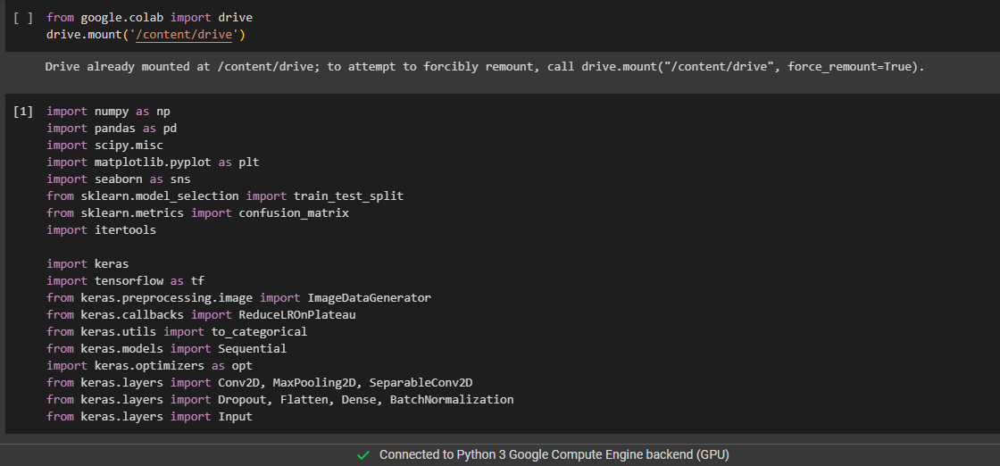 [ ] from google.colab import drive
drive.mount('/content/drive')
Drive already mounted at /content/drive; to attempt to forcibly remount, call drive.mount("/content/drive", force_remount=True).
[1] import numpy as np
import pandas as pd
import scipy.misc
import matplotlib.pyplot as plt
import seaborn as sns
from sklearn.model_selection import train_test_split
from sklearn.metrics import confusion_matrix
import itertools
import keras
import tensorflow as tf
from keras.preprocessing.image import ImageDataGenerator
from keras.callbacks import ReduceLROnPlateau
from keras.utils import to_categorical
from keras.models import Sequential
import keras.optimizers as opt
from keras.layers import Conv2D, MaxPooling2D, SeparableConv2D
from keras.layers import Dropout, Flatten, Dense, BatchNormalization
from keras.layers import Input
Connected to Python 3 Google Compute Engine backend (GPU)